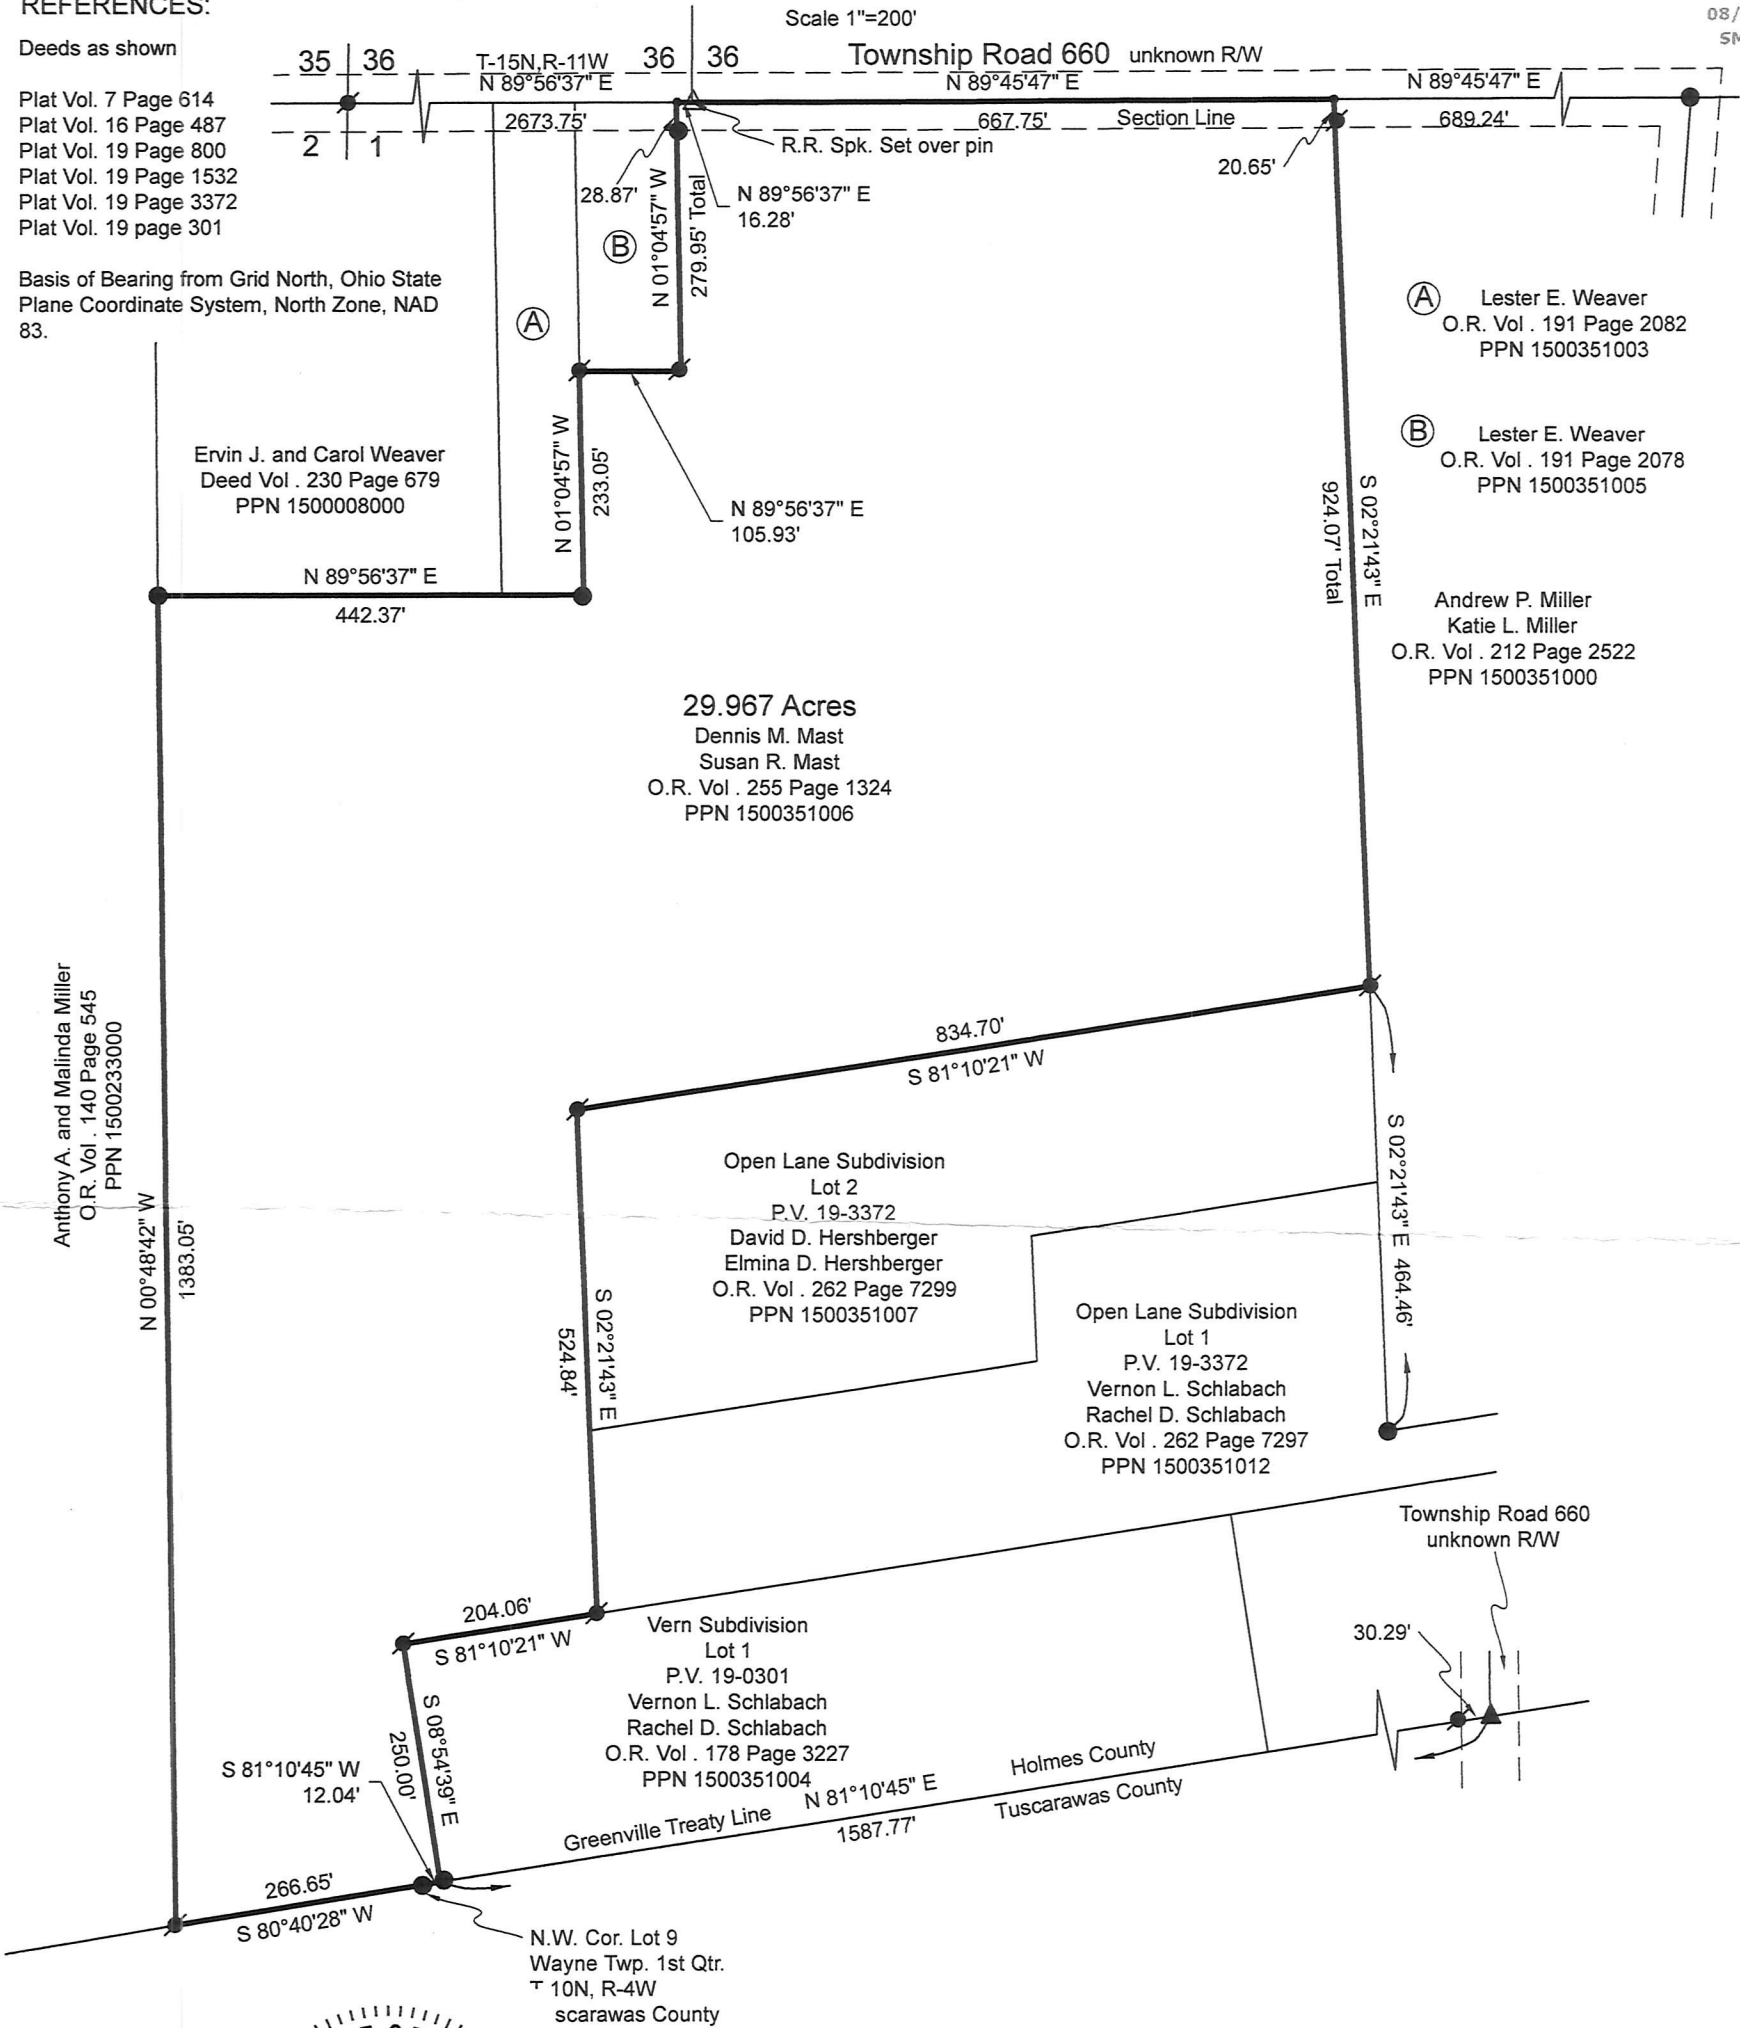 REFERENCES:
Deeds as shown
Plat Vol. 7 Page 614
Plat Vol. 16 Page 487
Plat Vol. 19 Page 800
Plat Vol. 19 Page 1532
Plat Vol. 19 Page 3372
Plat Vol. 19 page 301
Basis of Bearing from Grid North, Ohio State
Plane Coordinate System, North Zone, NAD
83.
Scale 1"=200'
08/
35 36
T-15N,R-11W
36 36
Township Road 660 unknown R/W
N 89°56'37" E
N 89°45'47" E
N 89°45'47" E
2673.75'
667.75'
Section Line
689.24'
2 1
R.R. Spk. Set over pin
20.65'
28.87'
N 89°56'37" E
16.28'
N 01°04'57" W
279.95' Total
B
A
A
Lester E. Weaver
O.R. Vol . 191 Page 2082
PPN 1500351003
B
Lester E. Weaver
O.R. Vol . 191 Page 2078
PPN 1500351005
Ervin J. and Carol Weaver
Deed Vol . 230 Page 679
PPN 1500008000
N 01°04'57" W
233.05'
N 89°56'37" E
105.93'
S 02°21'43" E
924.07' Total
N 89°56'37" E
442.37'
Andrew P. Miller
Katie L. Miller
O.R. Vol . 212 Page 2522
PPN 1500351000
29.967 Acres
Dennis M. Mast
Susan R. Mast
O.R. Vol . 255 Page 1324
PPN 1500351006
Anthony A. and Malinda Miller
O.R. Vol . 140 Page 545
PPN 1500233000
N 00°48'42" W
1383.05'
834.70'
S 81°10'21" W
S 02°21'43" E 464.46'
Open Lane Subdivision
Lot 2
P.V. 19-3372
David D. Hershberger
Elmina D. Hershberger
O.R. Vol . 262 Page 7299
PPN 1500351007
S 02°21'43" E
524.84'
Open Lane Subdivision
Lot 1
P.V. 19-3372
Vernon L. Schlabach
Rachel D. Schlabach
O.R. Vol . 262 Page 7297
PPN 1500351012
Township Road 660
unknown R/W
30.29'
204.06'
S 81°10'21" W
Vern Subdivision
Lot 1
P.V. 19-0301
Vernon L. Schlabach
Rachel D. Schlabach
O.R. Vol . 178 Page 3227
PPN 1500351004
S 08°54'39" E
250.00'
S 81°10'45" W
12.04'
Greenville Treaty Line
N 81°10'45" E
1587.77'
Holmes County
Tuscarawas County
266.65'
S 80°40'28" W
N.W. Cor. Lot 9
Wayne Twp. 1st Qtr.
T 10N, R-4W
scarawas County